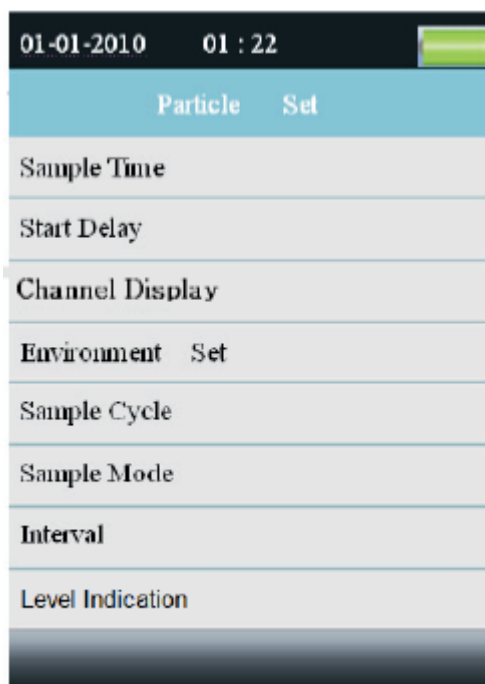 01-01-2010 01 : 22
Particle Set
Sample Time
Start Delay
Channel Display
Environment Set
Sample Cycle
Sample Mode
Interval
Level Indication